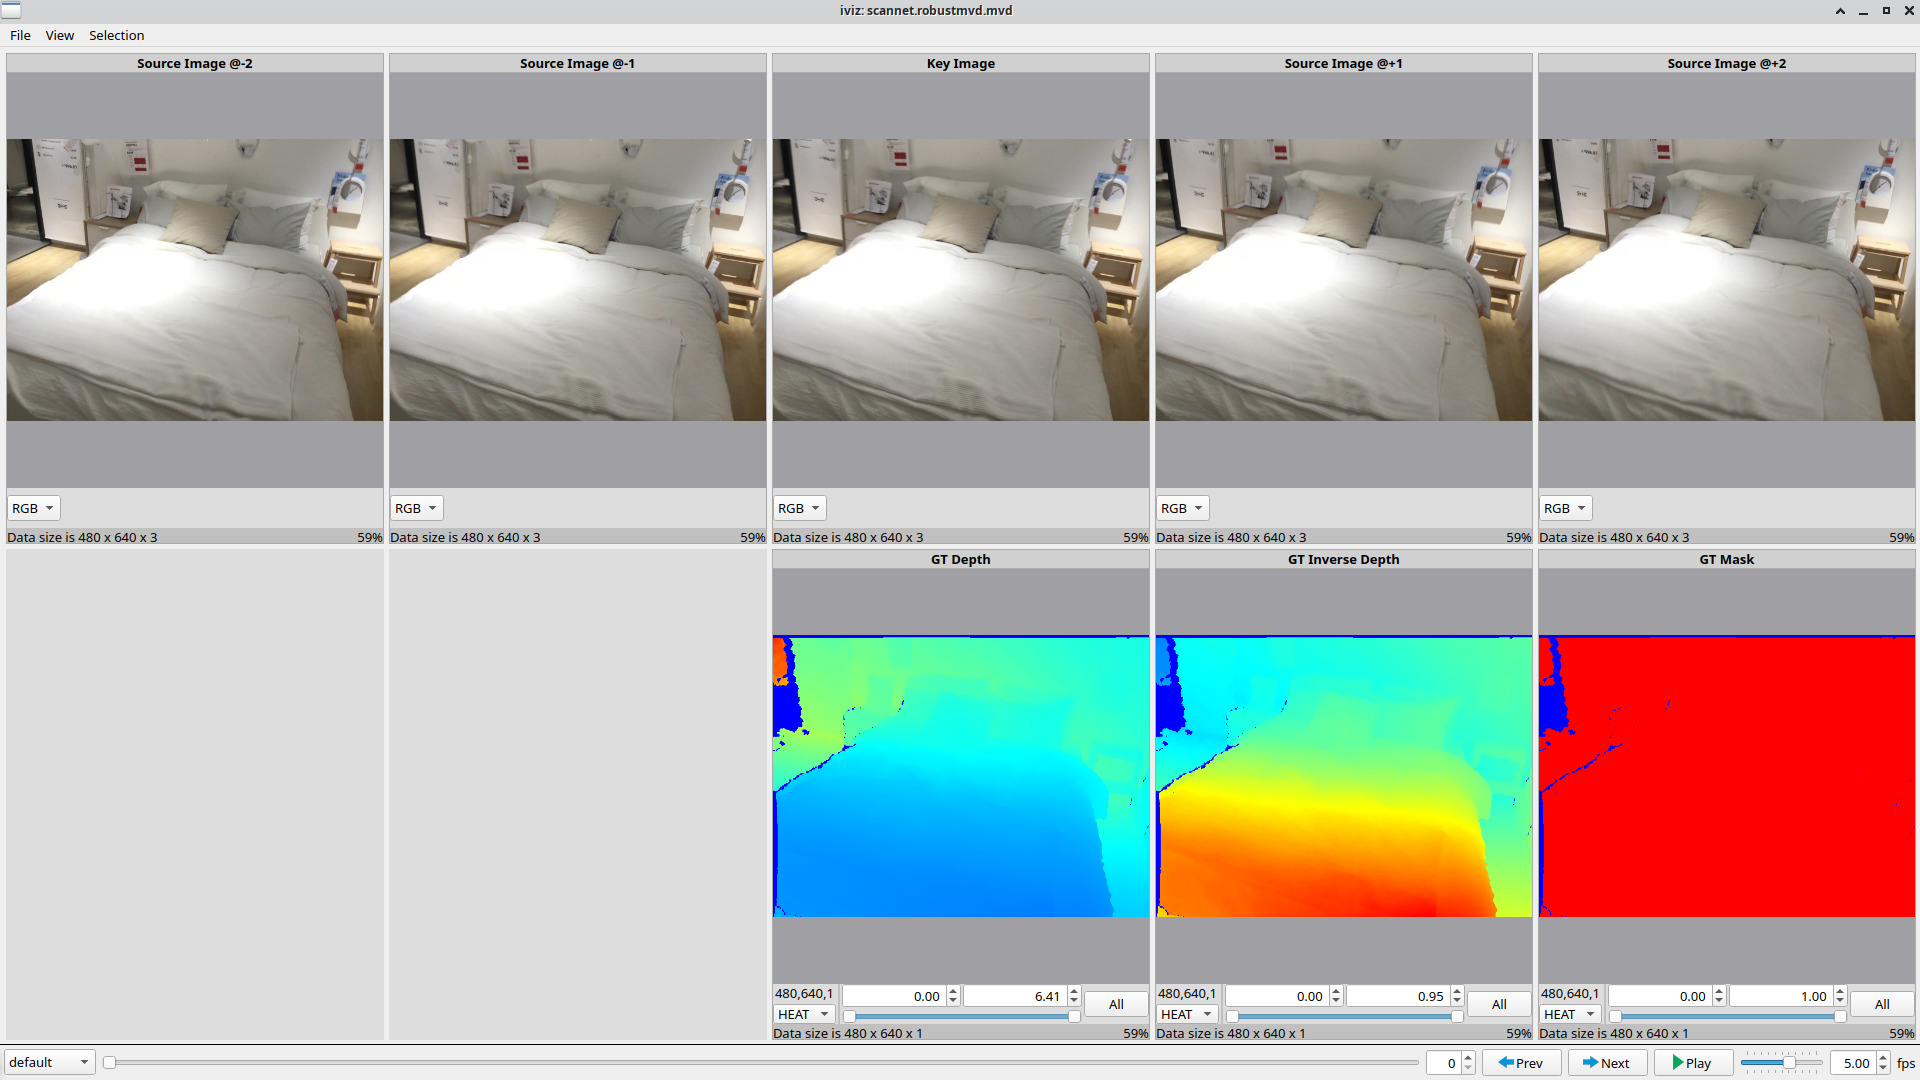 iviz: scannet.robustmvd.mvd
File View Selection
Source Image @-2
Source Image @-1
Key Image
Source Image @+1
Source Image @+2
RGB
RGB
RGB
RGB
RGB
Data size is 480 x 640 x 3 59%
Data size is 480 x 640 x 3 59%
Data size is 480 x 640 x 3 59%
Data size is 480 x 640 x 3 59%
Data size is 480 x 640 x 3 59%
GT Depth
GT Inverse Depth
GT Mask
480,640,1 0.00 6.41 All
HEAT
Data size is 480 x 640 x 1 59%
480,640,1 0.00 0.95 All
HEAT
Data size is 480 x 640 x 1 59%
480,640,1 0.00 1.00 All
HEAT
Data size is 480 x 640 x 1 59%
default 0 Prev Next Play 5.00 fps